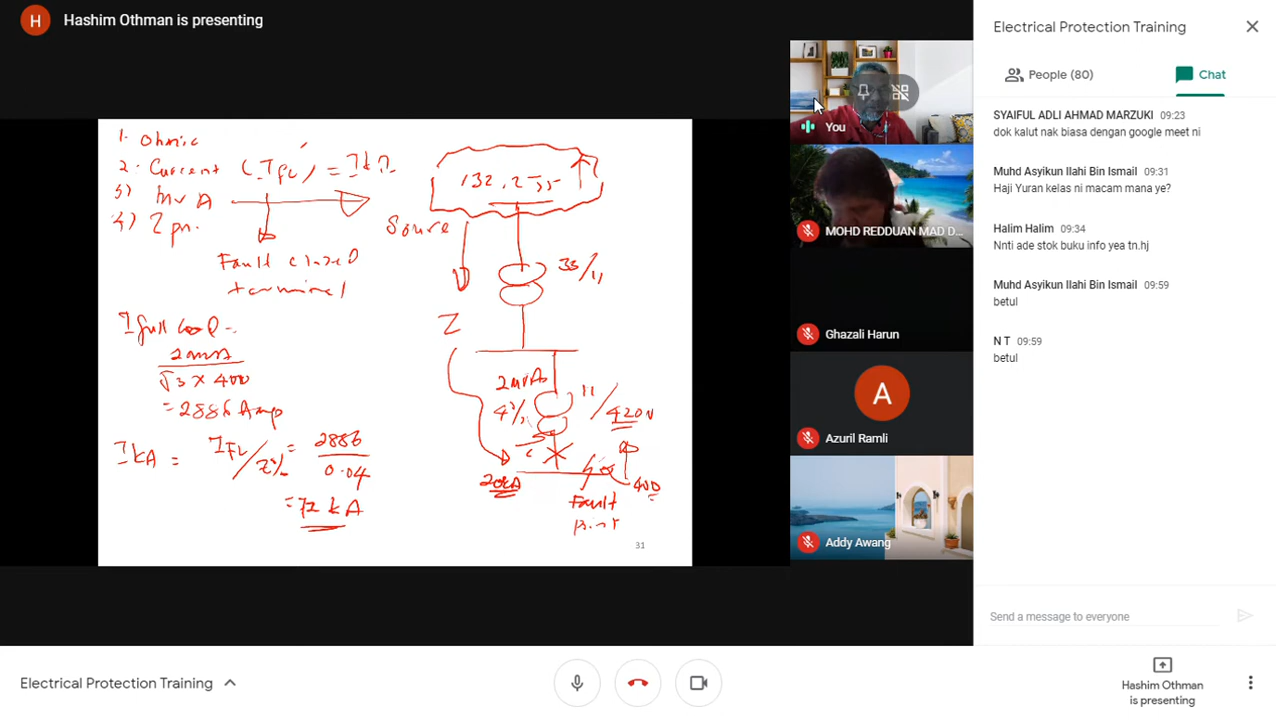 H
Hashim Othman is presenting
1. Ohmic
2. Current (Ifl) = IkA
3) MVA
4) Z pu.
Fault closed
terminal
I full load =
2MVA
√3 x 400
= 2886 Amp
IkA = IFL/Z% = 2886
0.04
= 72 kA
132, 275
Source
33/11
Z
2MVA
4%
11/420V
20kA
400
Fault
point
31
You
MOHD REDDUAN MAD D...
Ghazali Harun
A
Azuril Ramli
Addy Awang
Electrical Protection Training
People (80)
Chat
SYAIFUL ADLI AHMAD MARZUKI 09:23
dok kalut nak biasa dengan google meet ni
Muhd Asyikun Ilahi Bin Ismail 09:31
Haji Yuran kelas ni macam mana ye?
Halim Halim 09:34
Nnti ade stok buku info yea tn.hj
Muhd Asyikun Ilahi Bin Ismail 09:59
betul
N T 09:59
betul
Send a message to everyone
Electrical Protection Training
Hashim Othman
is presenting